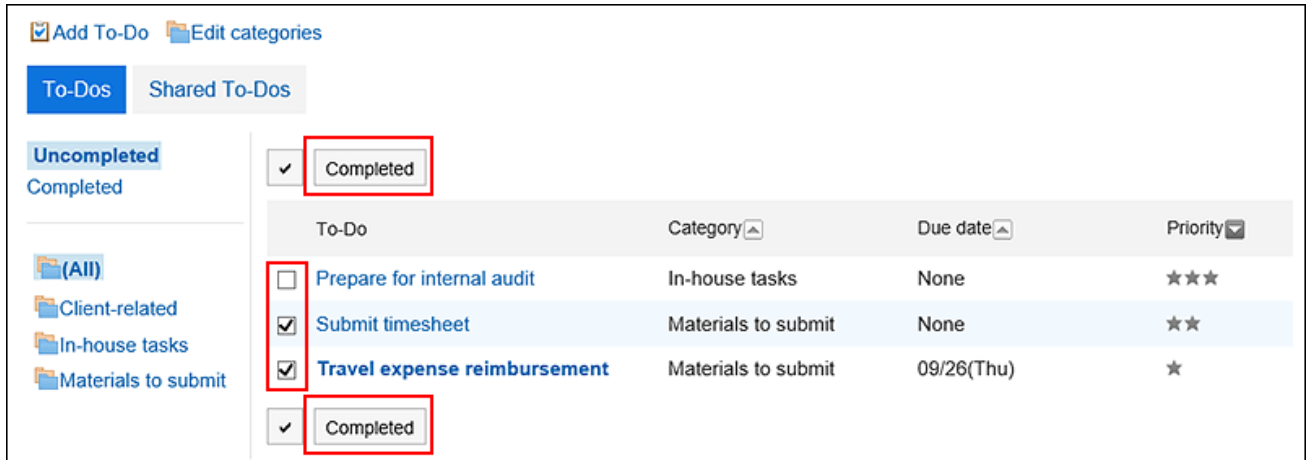 Add To-Do Edit categories
To-Dos Shared To-Dos
Uncompleted
Completed
(All)
Client-related
In-house tasks
Materials to submit
Completed
To-Do Category Due date Priority
Prepare for internal audit In-house tasks None ★★★
Submit timesheet Materials to submit None ★★
Travel expense reimbursement Materials to submit 09/26(Thu) ★
Completed